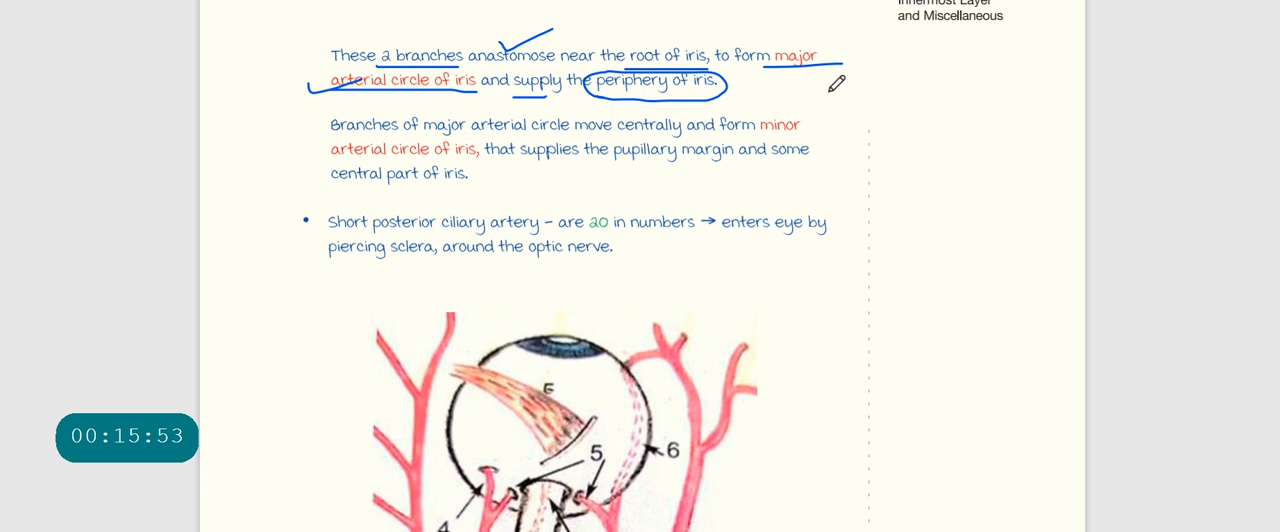 Innermost Layer
and Miscellaneous
These 2 branches anastomose near the root of iris, to form major
arterial circle of iris and supply the periphery of iris.
Branches of major arterial circle move centrally and form minor
arterial circle of iris, that supplies the pupillary margin and some
central part of iris.
• Short posterior ciliary artery – are 20 in numbers → enters eye by
piercing sclera, around the optic nerve.
5
6
4
00:15:53